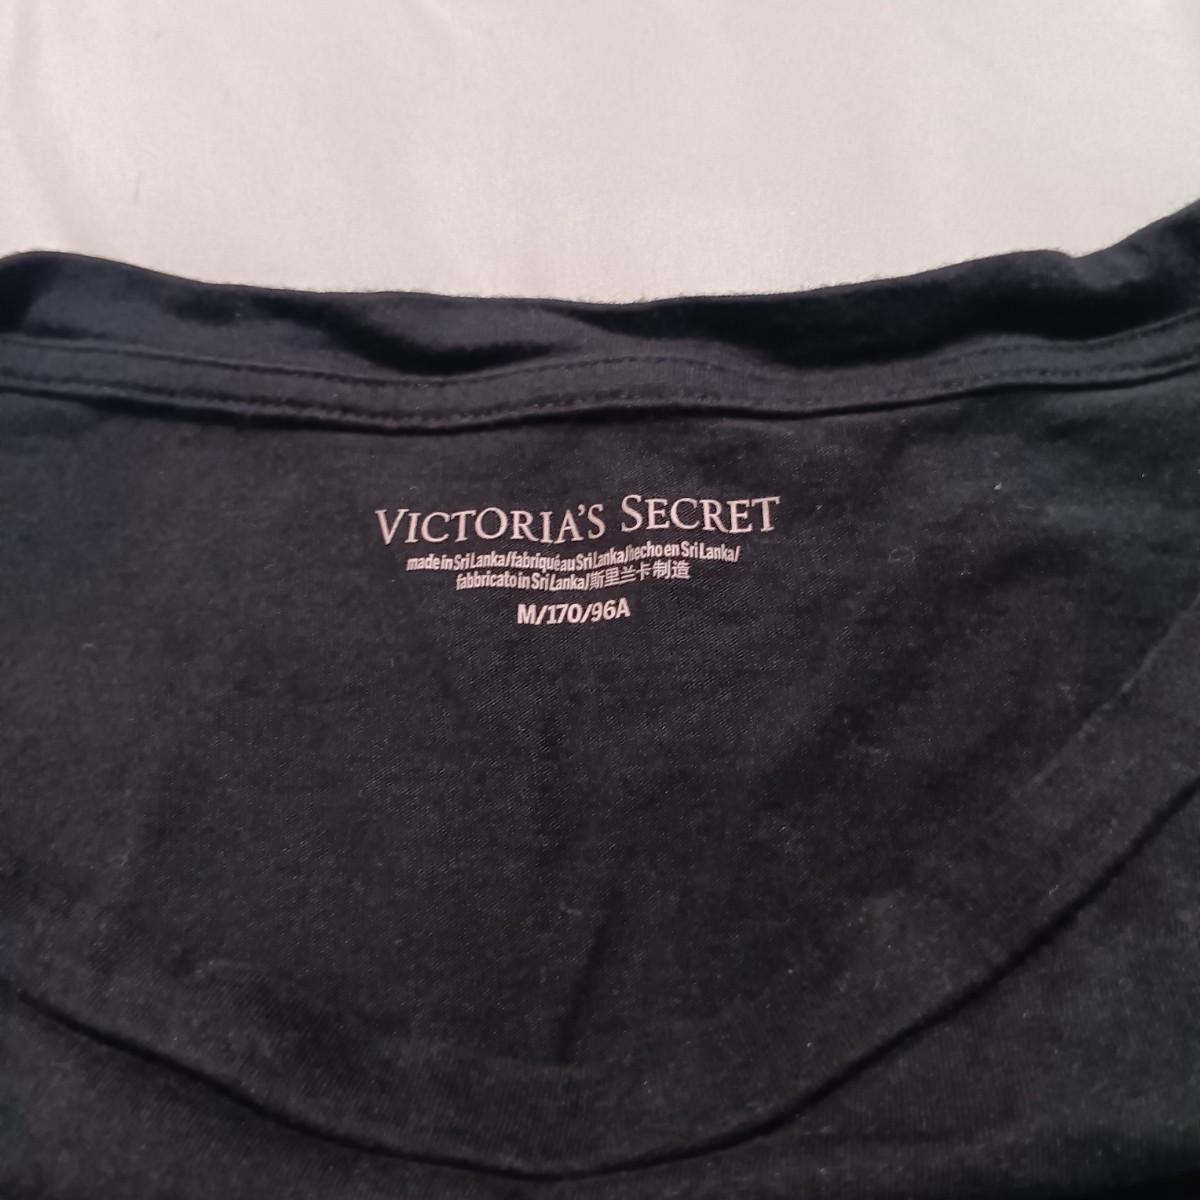 VICTORIA'S SECRET
made in Sri Lanka/fabriqué au Sri Lanka/hecho en Sri Lanka/
fabbricato in Sri Lanka/斯里兰卡制造
M/170/96A